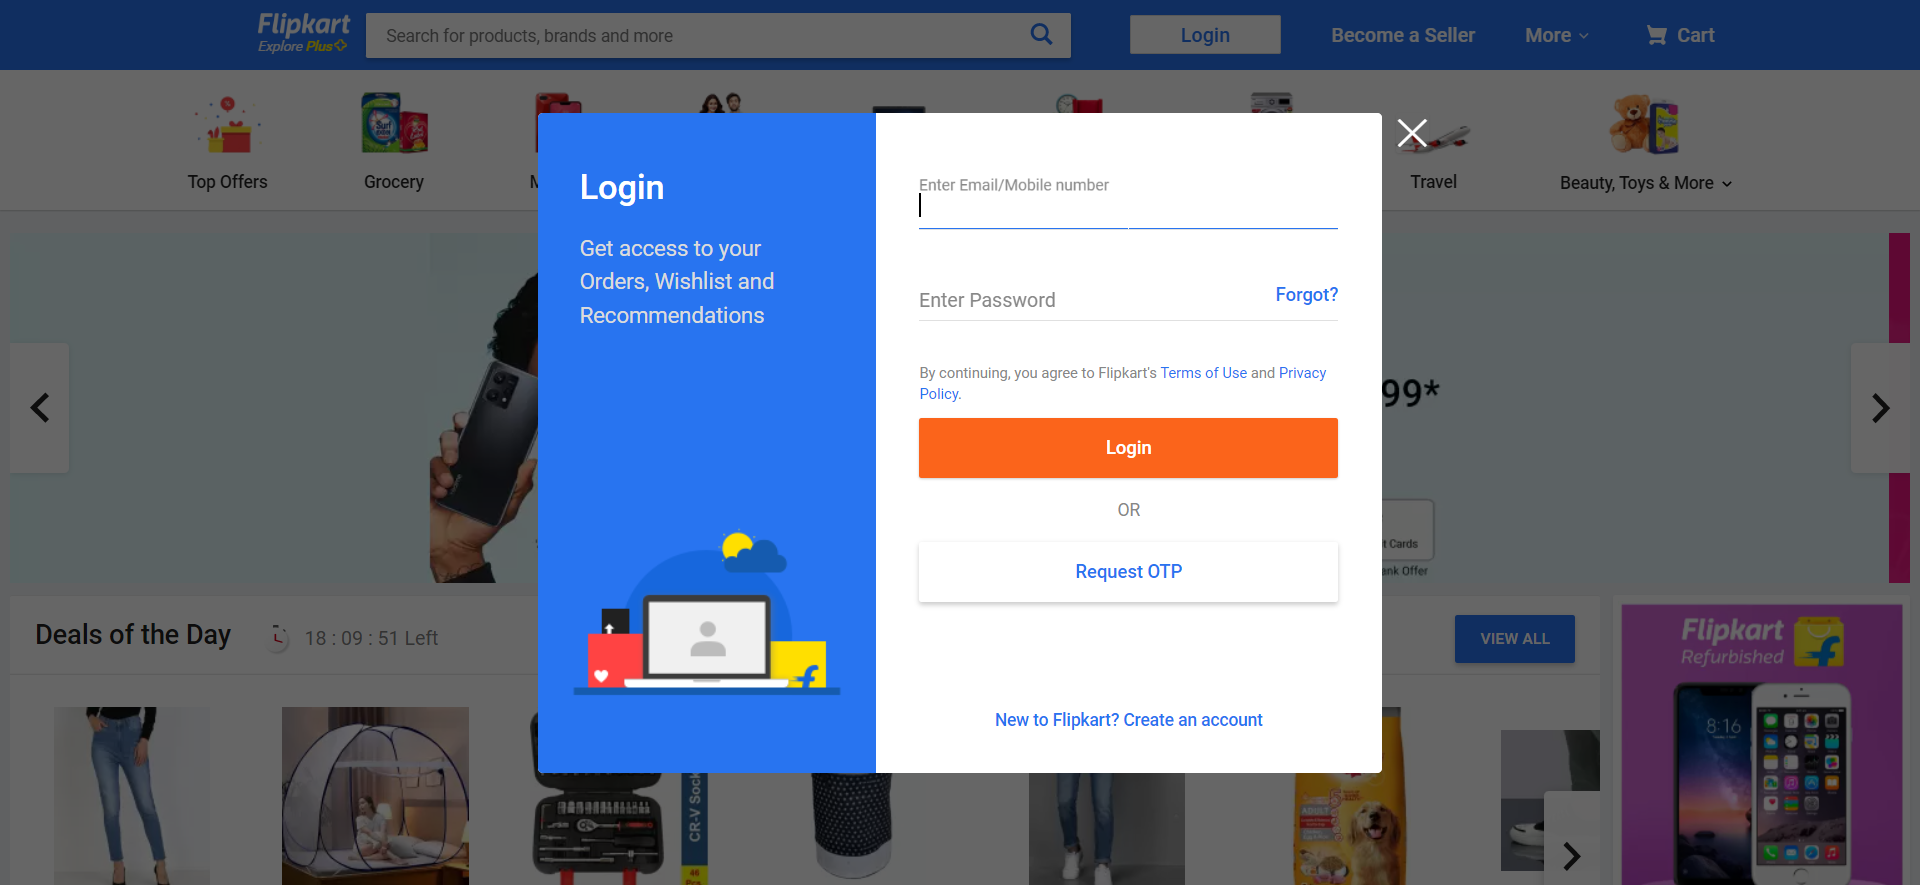 Flipkart
Explore Plus
Search for products, brands and more
Login
Become a Seller
More
Cart
Top Offers
Grocery
Travel
Beauty, Toys & More
Login
Get access to your
Orders, Wishlist and
Recommendations
Enter Email/Mobile number
Enter Password
Forgot?
By continuing, you agree to Flipkart's Terms of Use and Privacy
Policy.
Login
OR
Request OTP
New to Flipkart? Create an account
99*
t Cards
ank Offer
Deals of the Day
18 : 09 : 51 Left
VIEW ALL
Flipkart
Refurbished
8:16
CR-V Sock
46
ADULT